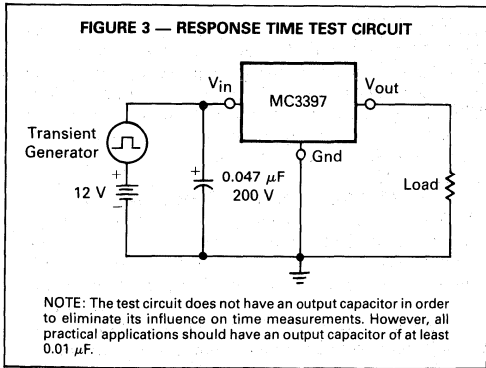 FIGURE 3 — RESPONSE TIME TEST CIRCUIT
Vin
MC3397
Vout
Transient
Generator
Gnd
+
12 V
−
+
0.047 μF
200 V
Load
NOTE: The test circuit does not have an output capacitor in order
to eliminate its influence on time measurements. However, all
practical applications should have an output capacitor of at least
0.01 μF.